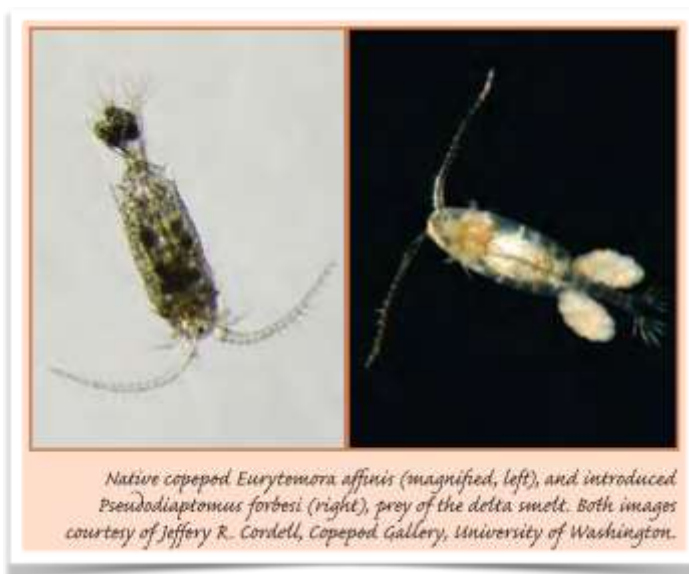 Native copepod Eurytemora affinis (magnified, left), and introduced
Pseudodiaptomus forbesi (right), prey of the delta smelt. Both images
courtesy of Jeffery R. Cordell, Copepod Gallery, University of Washington.